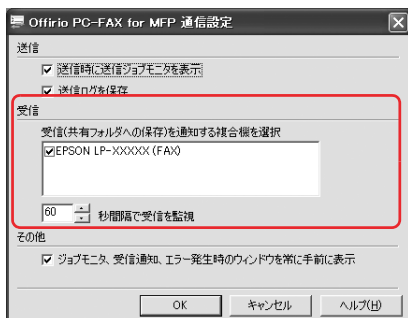 Offirio PC-FAX for MFP 通信設定
送信
送信時に送信ジョブモニタを表示
送信ログを保存
受信
受信(共有フォルダへの保存)を通知する複合機を選択
EPSON LP-XXXXX (FAX)
60 秒間隔で受信を監視
その他
ジョブモニタ、受信通知、エラー発生時のウィンドウを常に手前に表示
OK キャンセル ヘルプ(H)